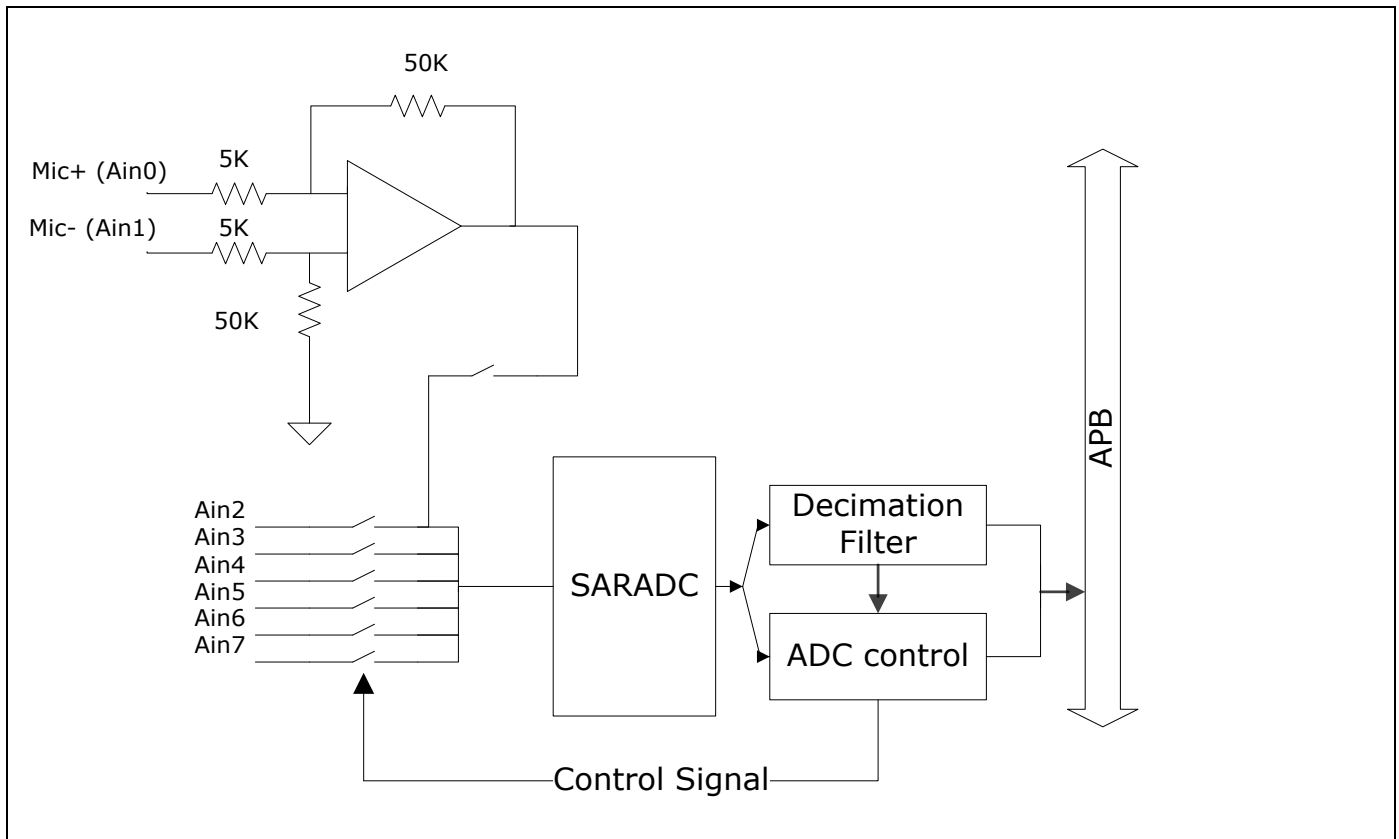 50K
5K
Mic+ (Ain0)
Mic- (Ain1)
5K
50K
Ain2
Ain3
Ain4
Ain5
Ain6
Ain7
SARADC
Decimation
Filter
ADC control
APB
Control Signal